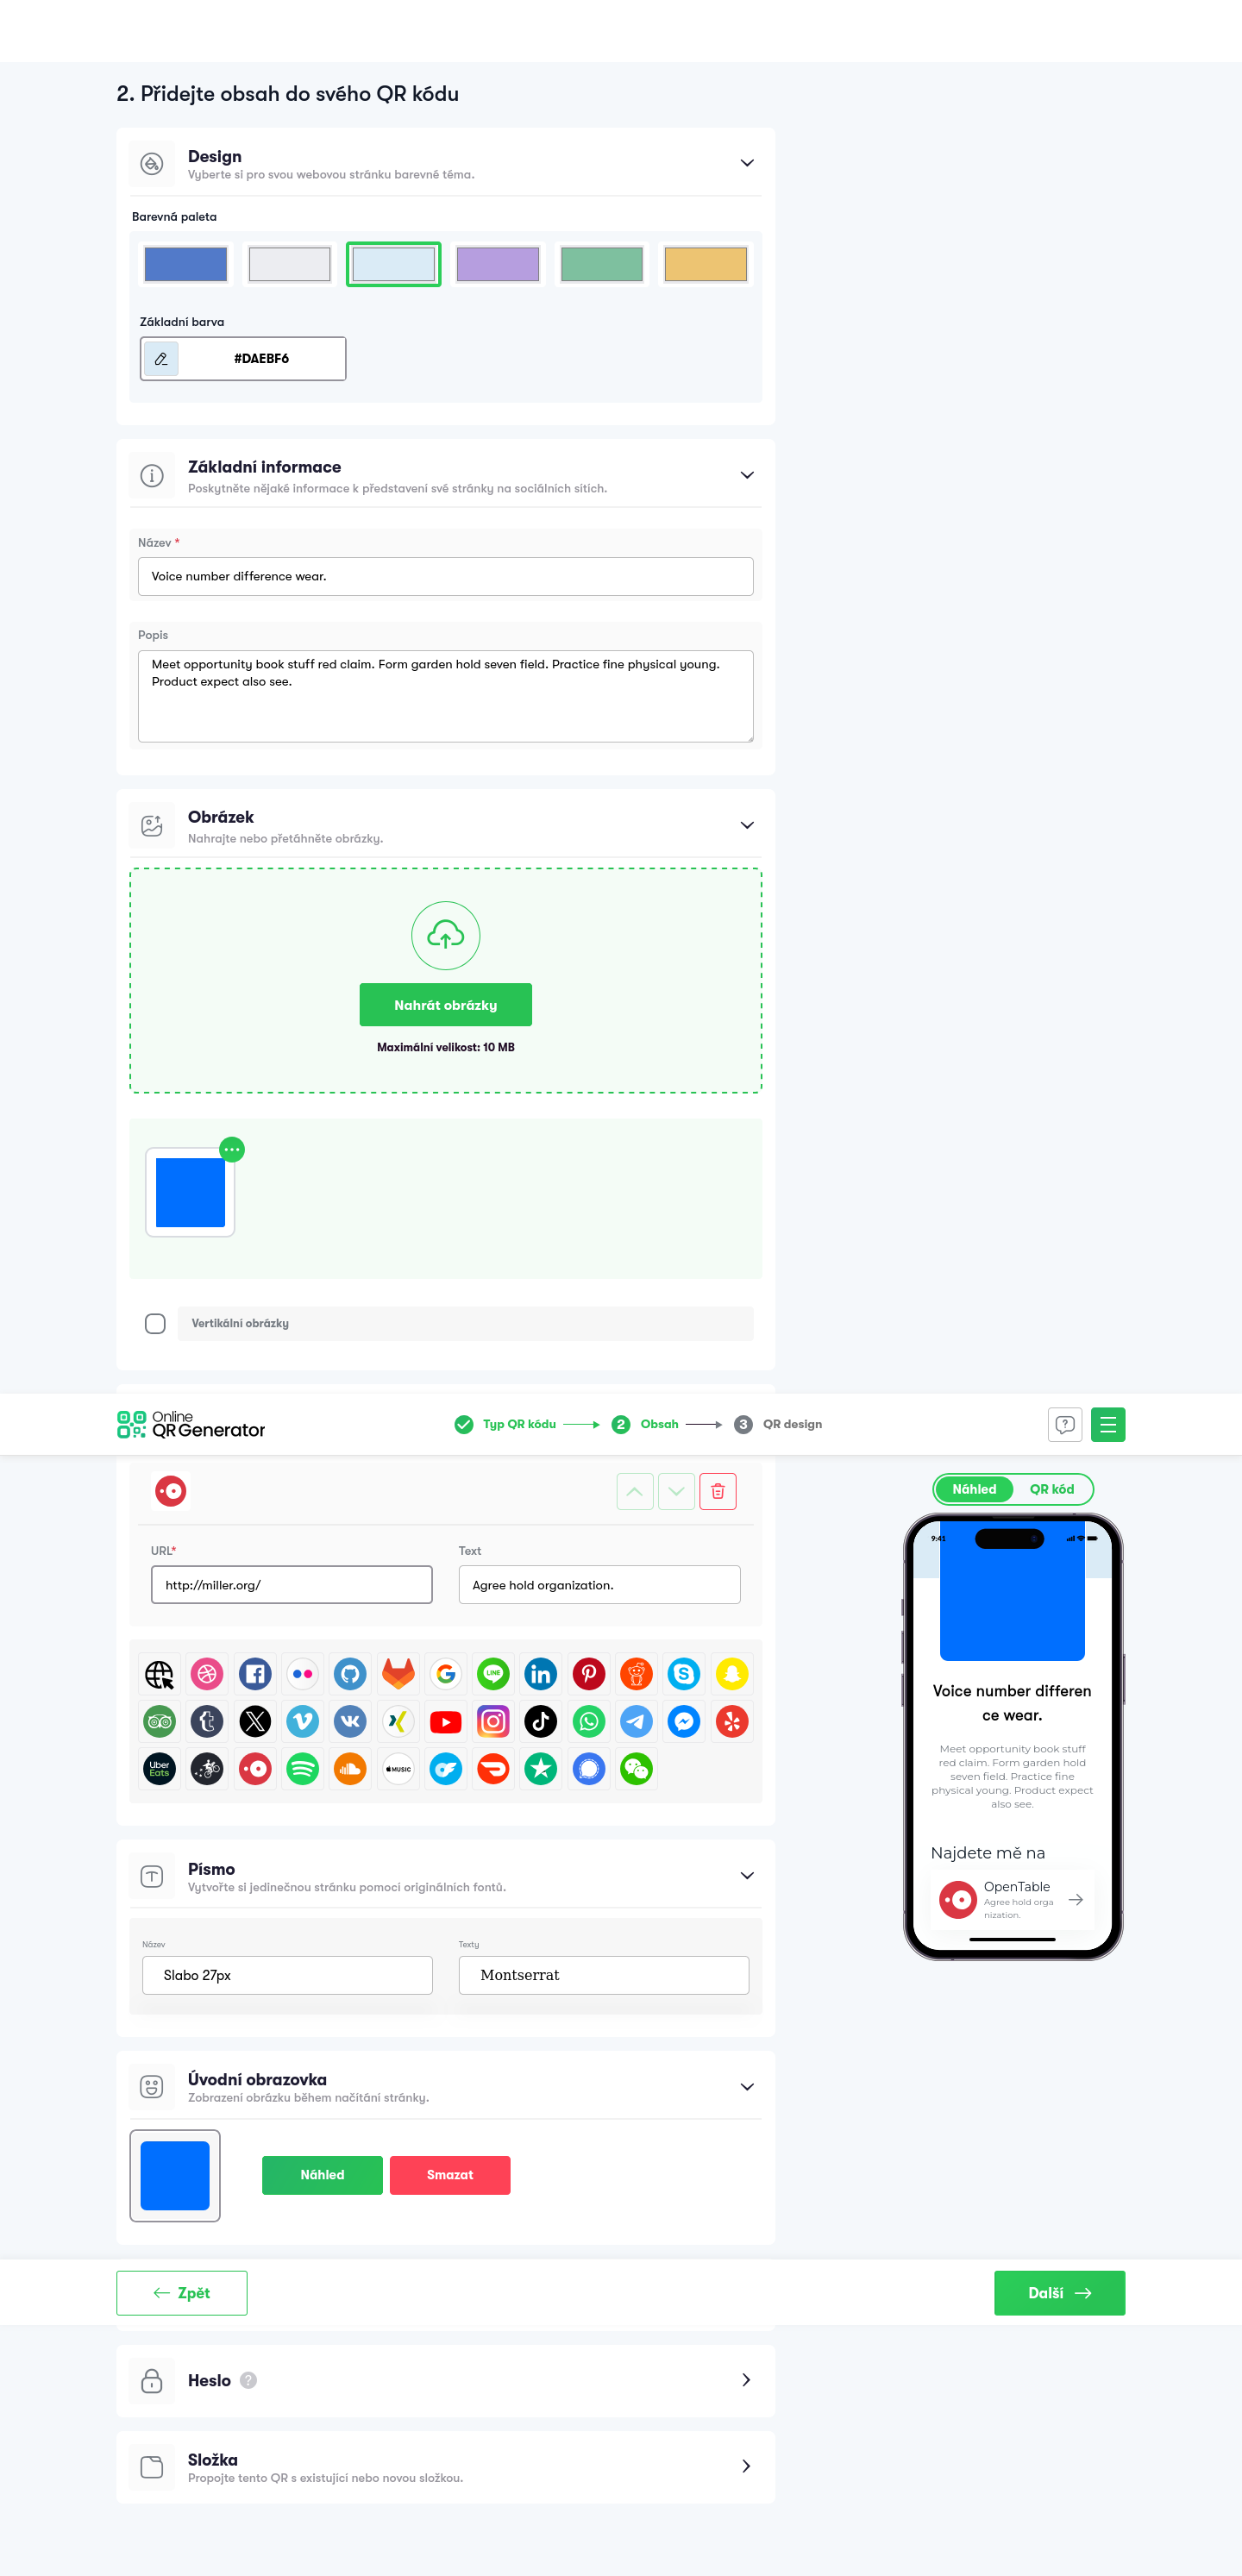 2. Přidejte obsah do svého QR kódu
Design
Vyberte si pro svou webovou stránku barevné téma.
Barevná paleta
Základní barva
#DAEBF6
Základní informace
Poskytněte nějaké informace k představení své stránky na sociálních sítích.
Název *
Voice number difference wear.
Popis
Meet opportunity book stuff red claim. Form garden hold seven field. Practice fine physical young.
Product expect also see.
Obrázek
Nahrajte nebo přetáhněte obrázky.
Nahrát obrázky
Maximální velikost: 10 MB
Vertikální obrázky
Online
QR Generator
Typ QR kódu
2 Obsah
3 QR design
URL*
Text
http://miller.org/
Agree hold organization.
LINE
Uber
Eats
MUSIC
Písmo
Vytvořte si jedinečnou stránku pomocí originálních fontů.
Název
Texty
Slabo 27px
Montserrat
Úvodní obrazovka
Zobrazení obrázku během načítání stránky.
Náhled
Smazat
Náhled
QR kód
9:41
Voice number differen
ce wear.
Meet opportunity book stuff
red claim. Form garden hold
seven field. Practice fine
physical young. Product expect
also see.
Najdete mě na
OpenTable
Agree hold orga
nization.
Zpět
Další
Heslo ?
Složka
Propojte tento QR s existující nebo novou složkou.